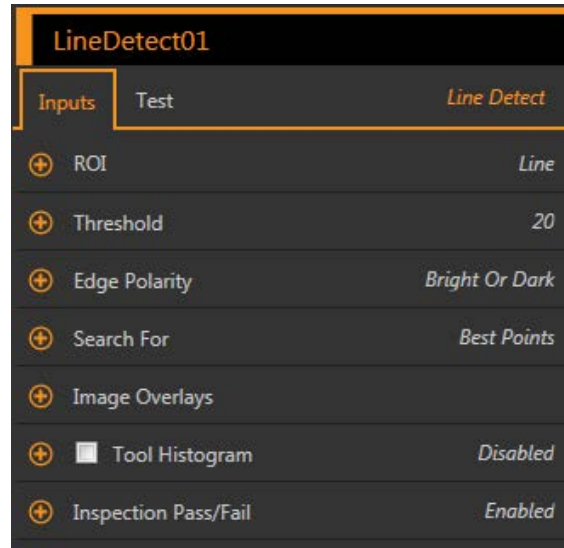 LineDetect01
Inputs Test Line Detect
ROI Line
Threshold 20
Edge Polarity Bright Or Dark
Search For Best Points
Image Overlays
Tool Histogram Disabled
Inspection Pass/Fail Enabled